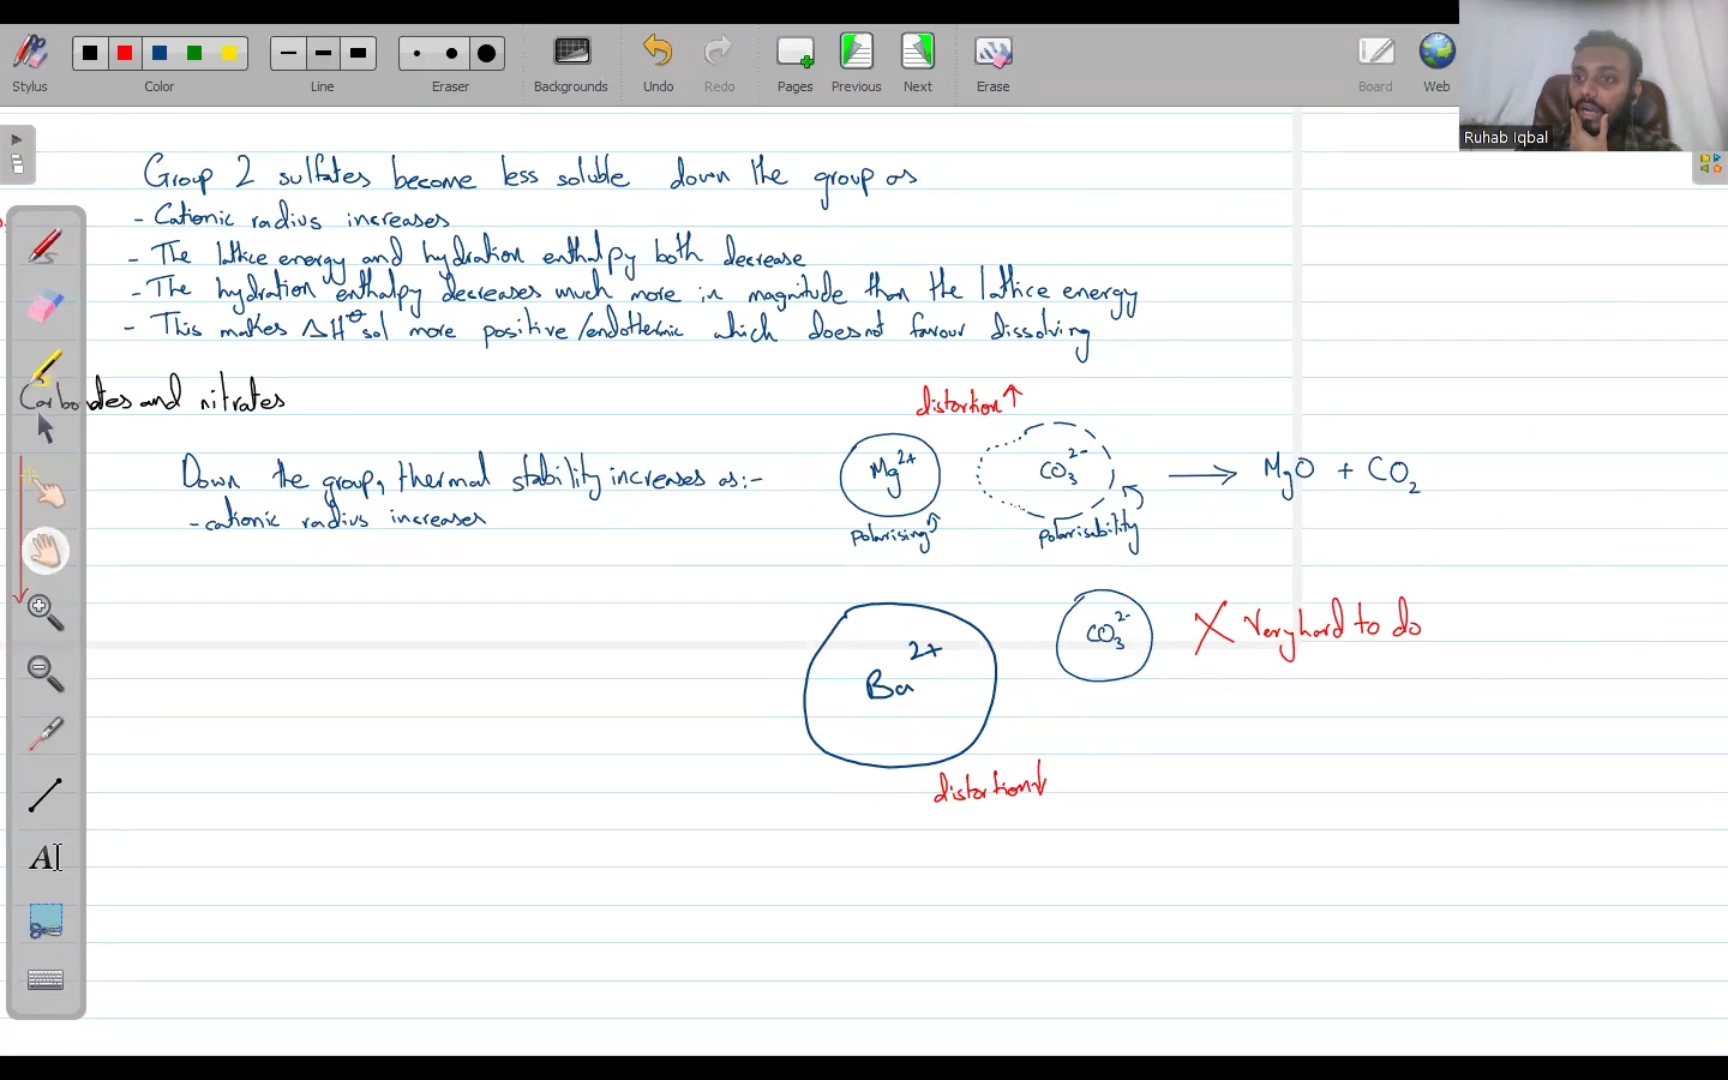 Stylus
Color
Line
Eraser
Backgrounds
Undo
Redo
Pages
Previous
Next
Erase
Board
Web
Ruhab Iqbal
Group 2 sulfates become less soluble down the group as
- Cationic radius increases
- The lattice energy and hydration enthalpy both decrease
- The hydration enthalpy decreases much more in magnitude than the lattice energy
- This makes ΔH⦵sol more positive/endothermic which does not favour dissolving
Carbonates and nitrates
distortion ↑
Down the group, thermal stability increases as:-
- cationic radius increases
Mg²⁺ CO₃²⁻ → MgO + CO₂
polarising polarisability
Ba²⁺ CO₃²⁻ X Very hard to do
distortion↓